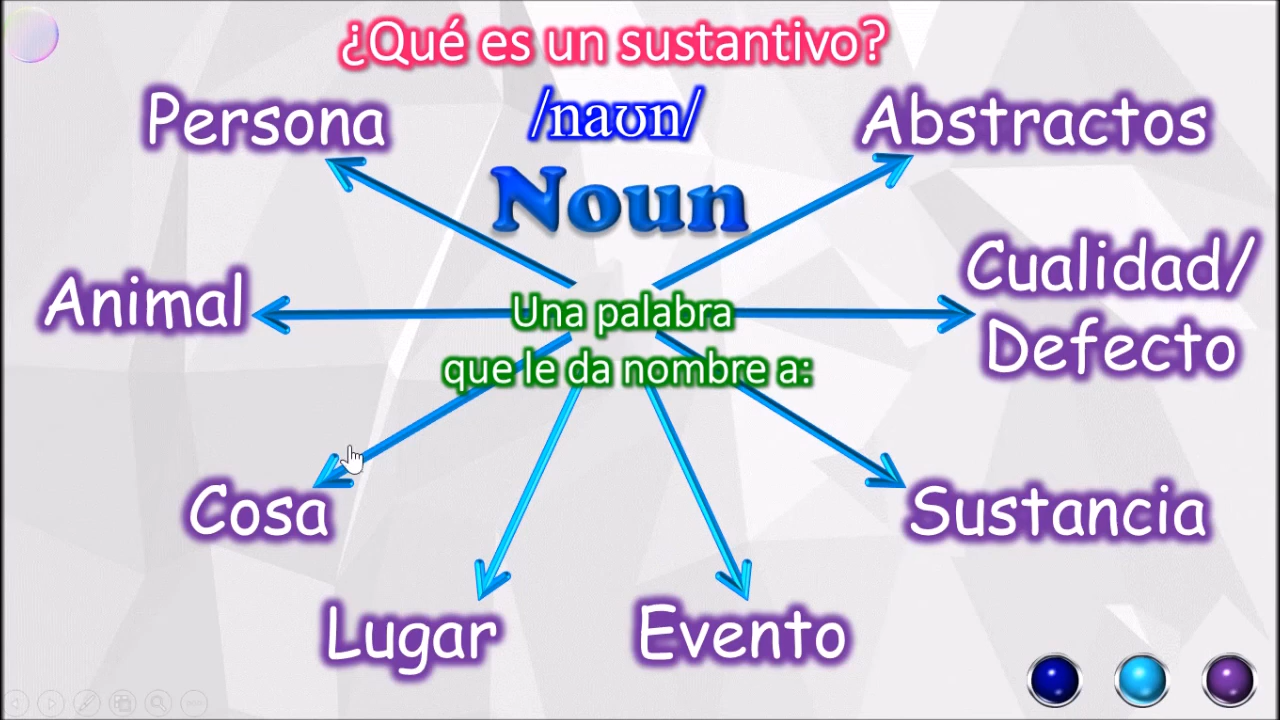 ¿Qué es un sustantivo?
/naʊn/
Noun
Una palabra
que le da nombre a:
Persona
Animal
Cosa
Lugar
Evento
Sustancia
Cualidad/
Defecto
Abstractos